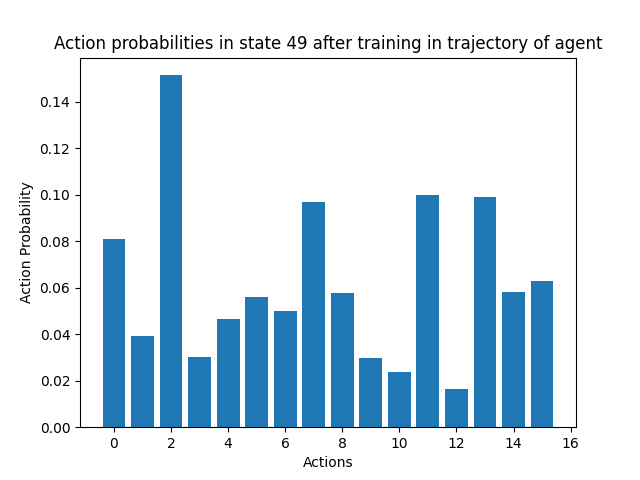 Action probabilities in state 49 after training in trajectory of agent
0.14
0.12
0.10
0.08
0.06
0.04
0.02
0.00
Action Probability
0 2 4 6 8 10 12 14 16
Actions